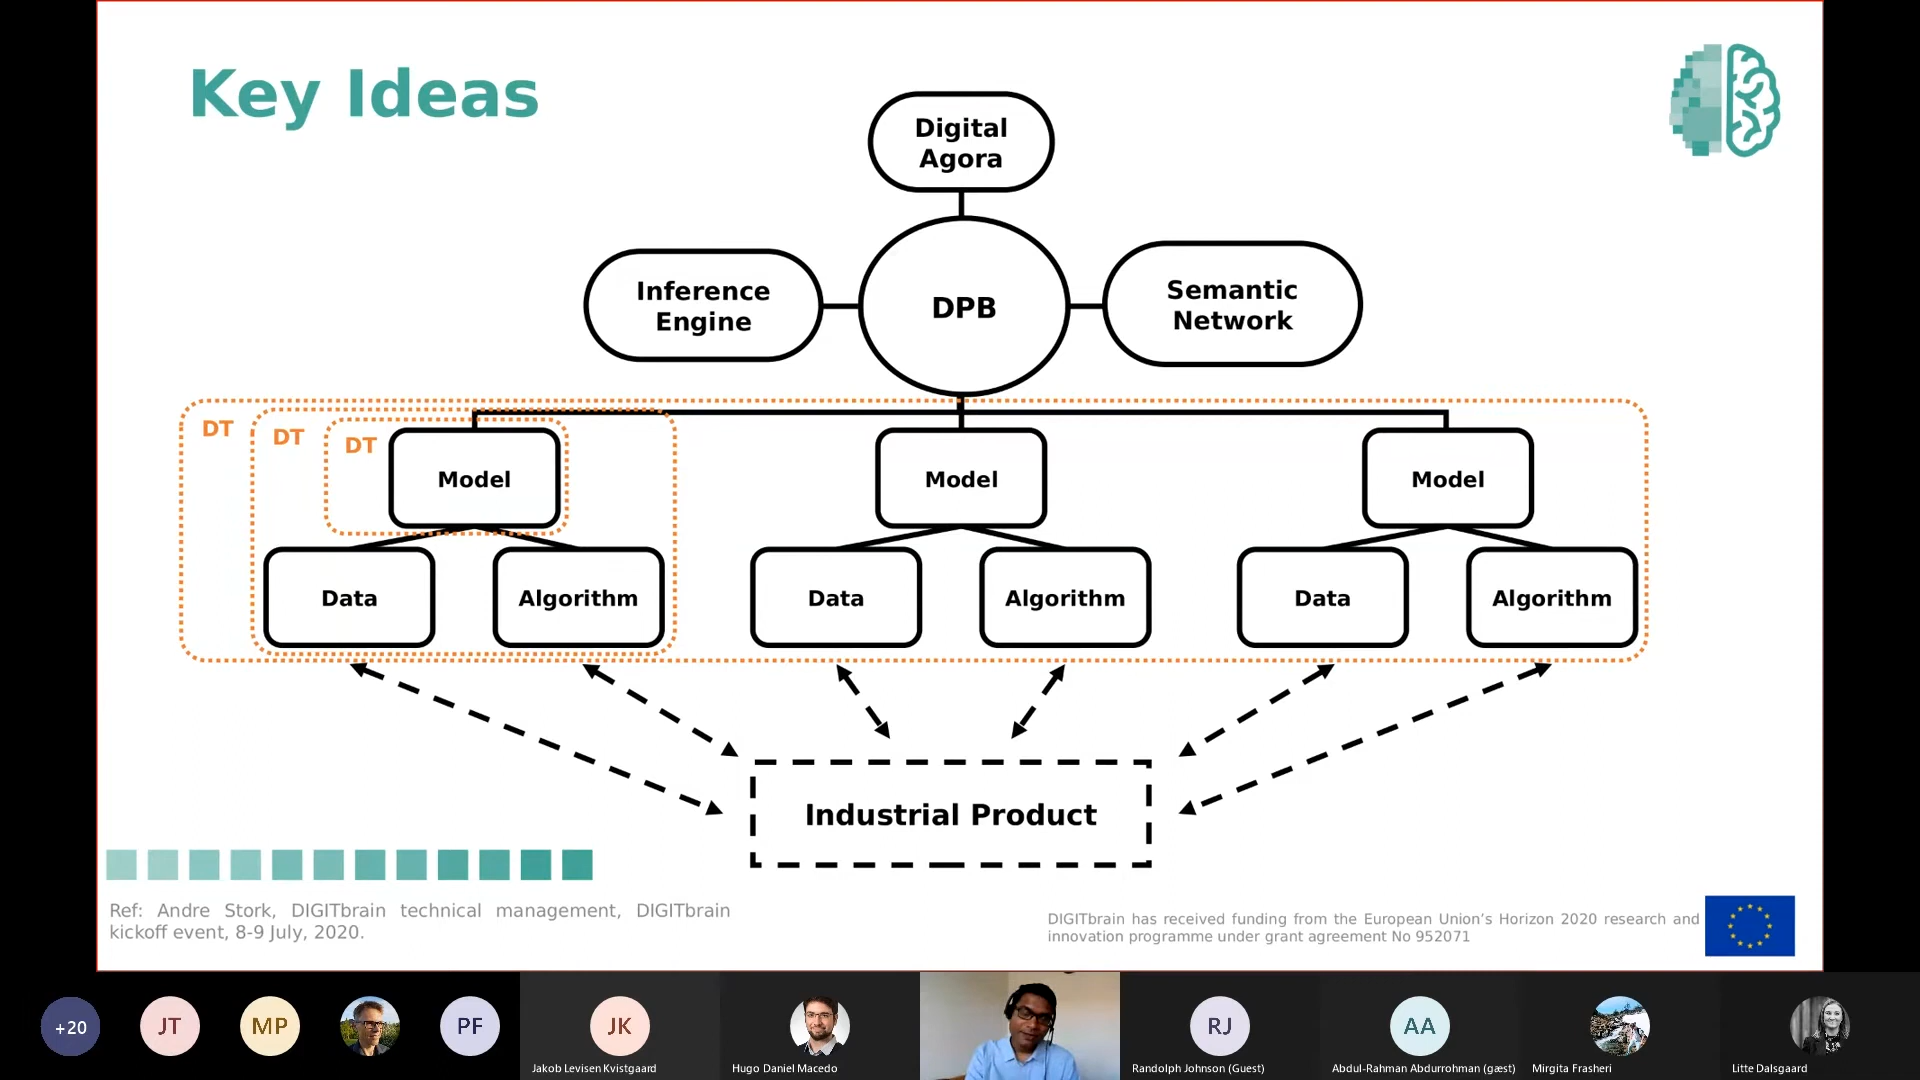 Key Ideas
Digital
Agora
Inference
Engine
DPB
Semantic
Network
DT
DT
DT
Model
Model
Model
Data
Algorithm
Data
Algorithm
Data
Algorithm
Industrial Product
Ref: Andre Stork, DIGITbrain technical management, DIGITbrain
kickoff event, 8-9 July, 2020.
DIGITbrain has received funding from the European Union’s Horizon 2020 research and
innovation programme under grant agreement No 952071
+20
JT
MP
PF
JK
RJ
AA
Jakob Levisen Kvistgaard
Hugo Daniel Macedo
Randolph Johnson (Guest)
Abdul-Rahman Abdurrohman (gæst)
Mirgita Frasheri
Litte Dalsgaard